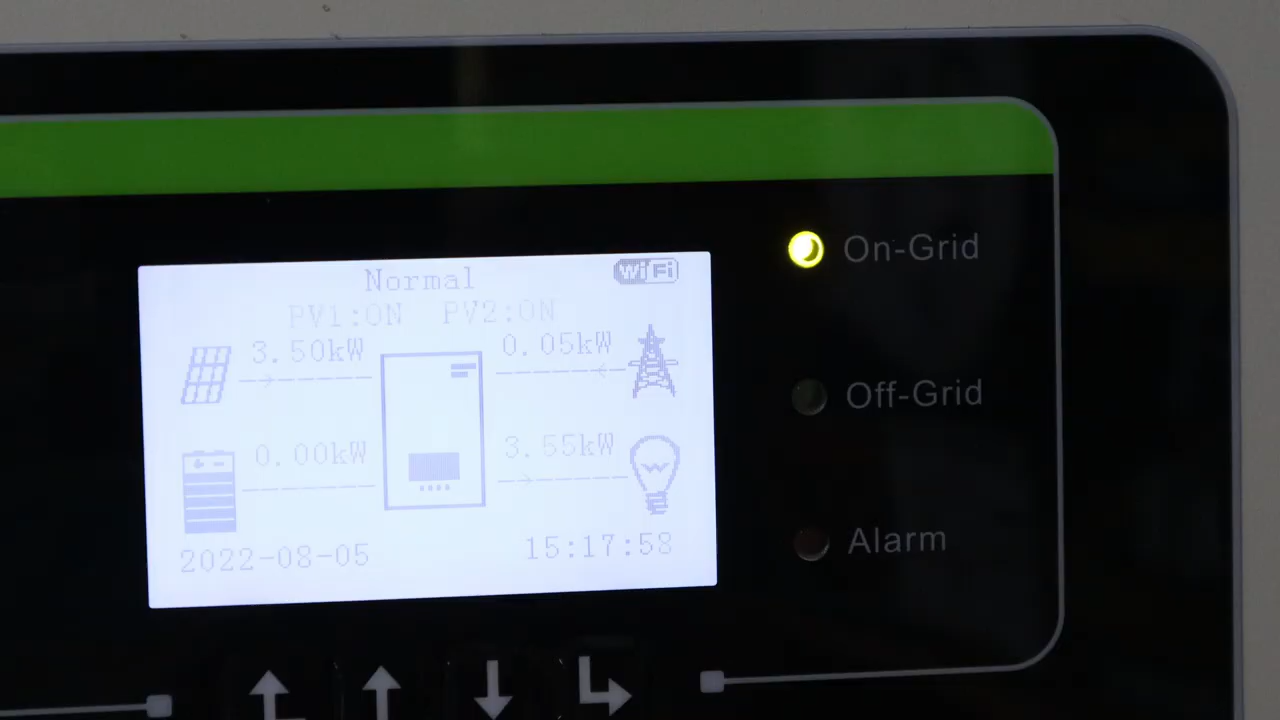 Normal
WiFi
PV1:ON PV2:ON
3.50kW
0.05kW
0.00kW
3.55kW
2022-08-05
15:17:58
On-Grid
Off-Grid
Alarm